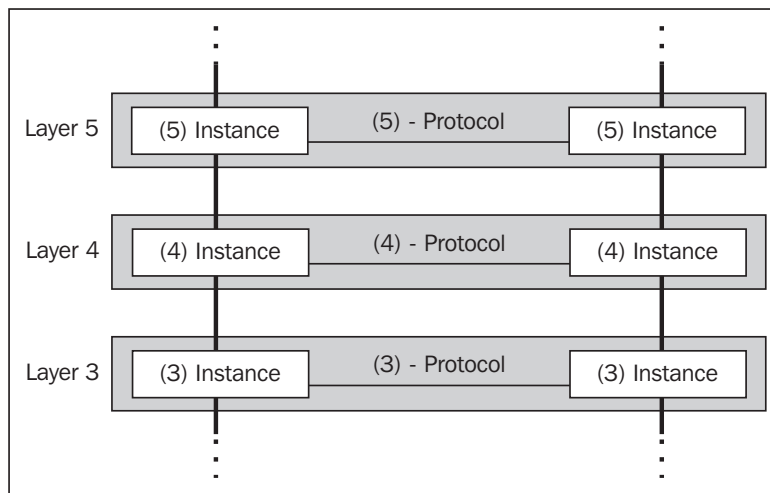 Layer 5
(5) Instance
(5) - Protocol
(5) Instance
Layer 4
(4) Instance
(4) - Protocol
(4) Instance
Layer 3
(3) Instance
(3) - Protocol
(3) Instance